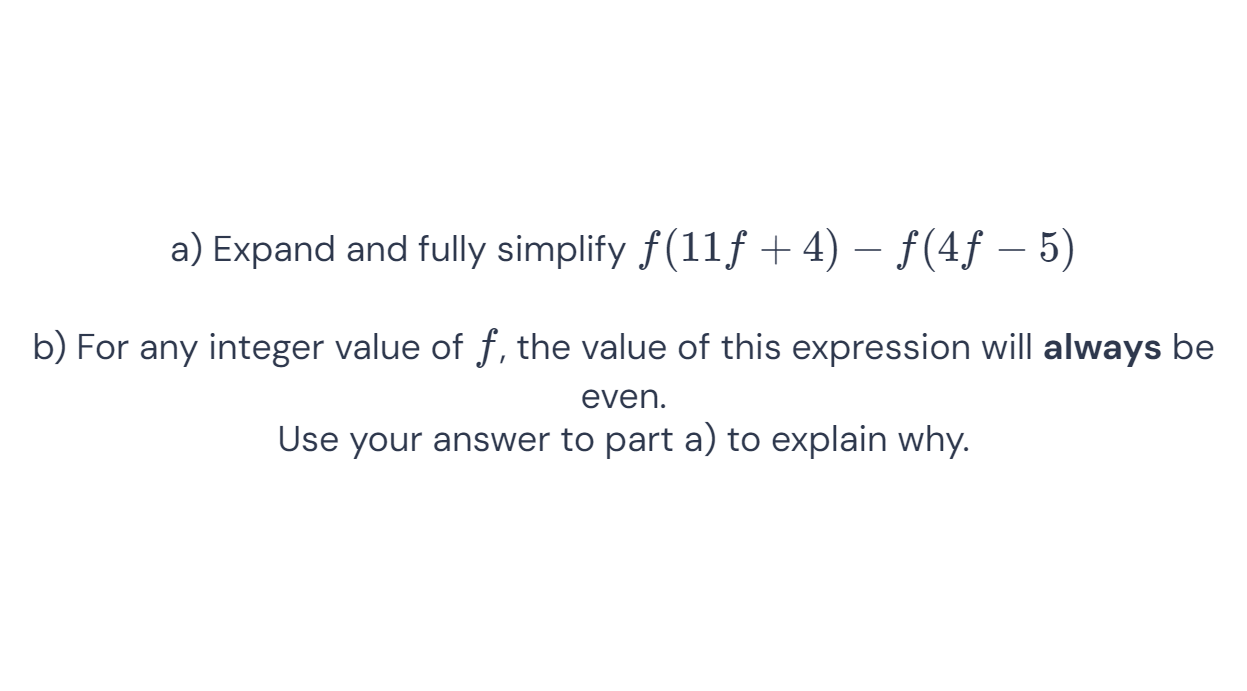 a) Expand and fully simplify f(11f + 4) − f(4f − 5)
b) For any integer value of f, the value of this expression will always be
even.
Use your answer to part a) to explain why.